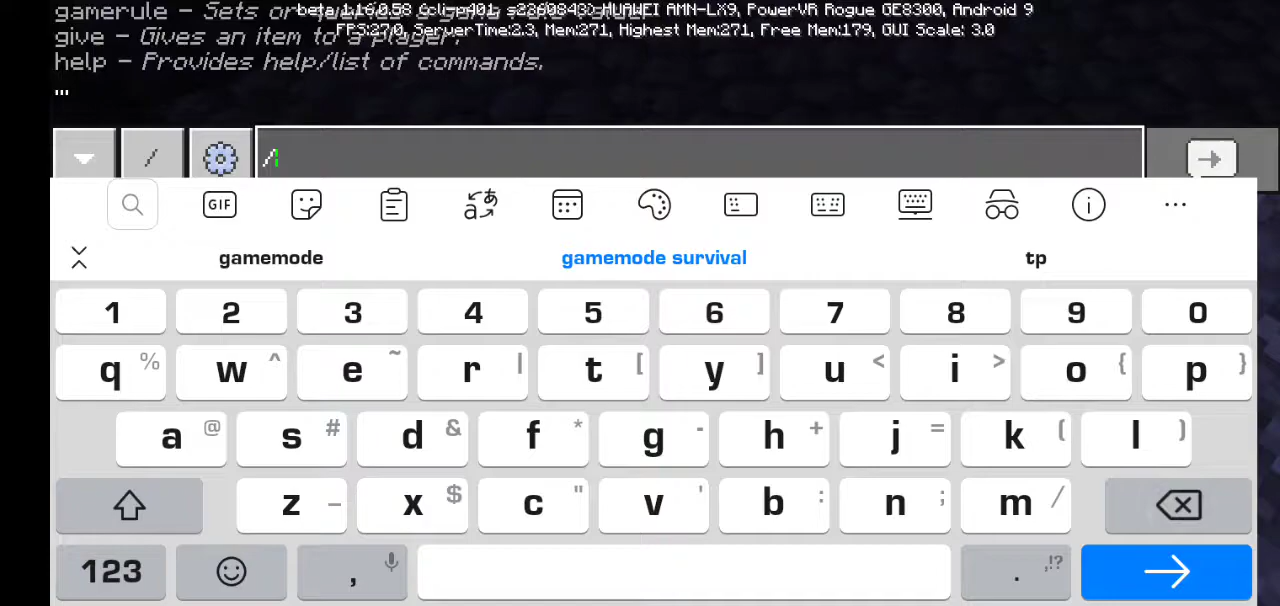 gamerule – Sets or queries a game rule value.
beta 1.16.0.58 (cli-p401, s23608430) HUAWEI AMN-LX9, PowerVR Rogue GE8300, Android 9
give – Gives an item to a player.
FPS:27.0, ServerTime:2.3, Mem:271, Highest Mem:271, Free Mem:179, GUI Scale: 3.0
help – Provides help/list of commands.
...
/ /
GIF
gamemode gamemode survival tp
1 2 3 4 5 6 7 8 9 0
q % w ^ e ~ r | t [ y ] u < i > o { p }
a @ s # d & f * g - h + j = k ( l )
z _ x $ c " v ' b : n ; m /
123 , . ,!?